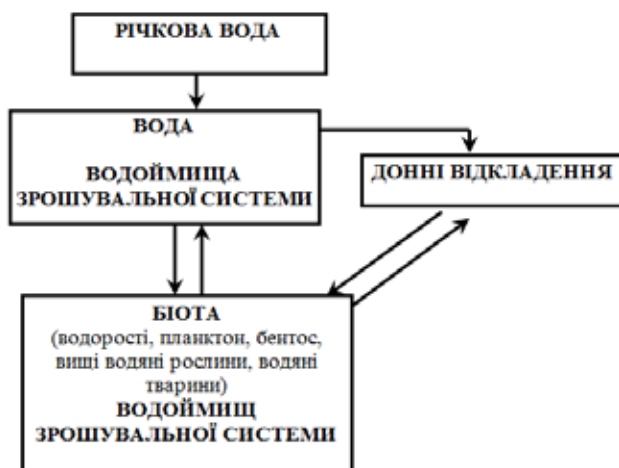 РІЧКОВА ВОДА
ВОДА
ВОДОЙМИЩА
ЗРОШУВАЛЬНОЇ СИСТЕМИ
ДОННІ ВІДКЛАДЕННЯ
БІОТА
(водорості, планктон, бентос,
вищі водяні рослини, водяні
тварини)
ВОДОЙМИЩ
ЗРОШУВАЛЬНОЇ СИСТЕМИ